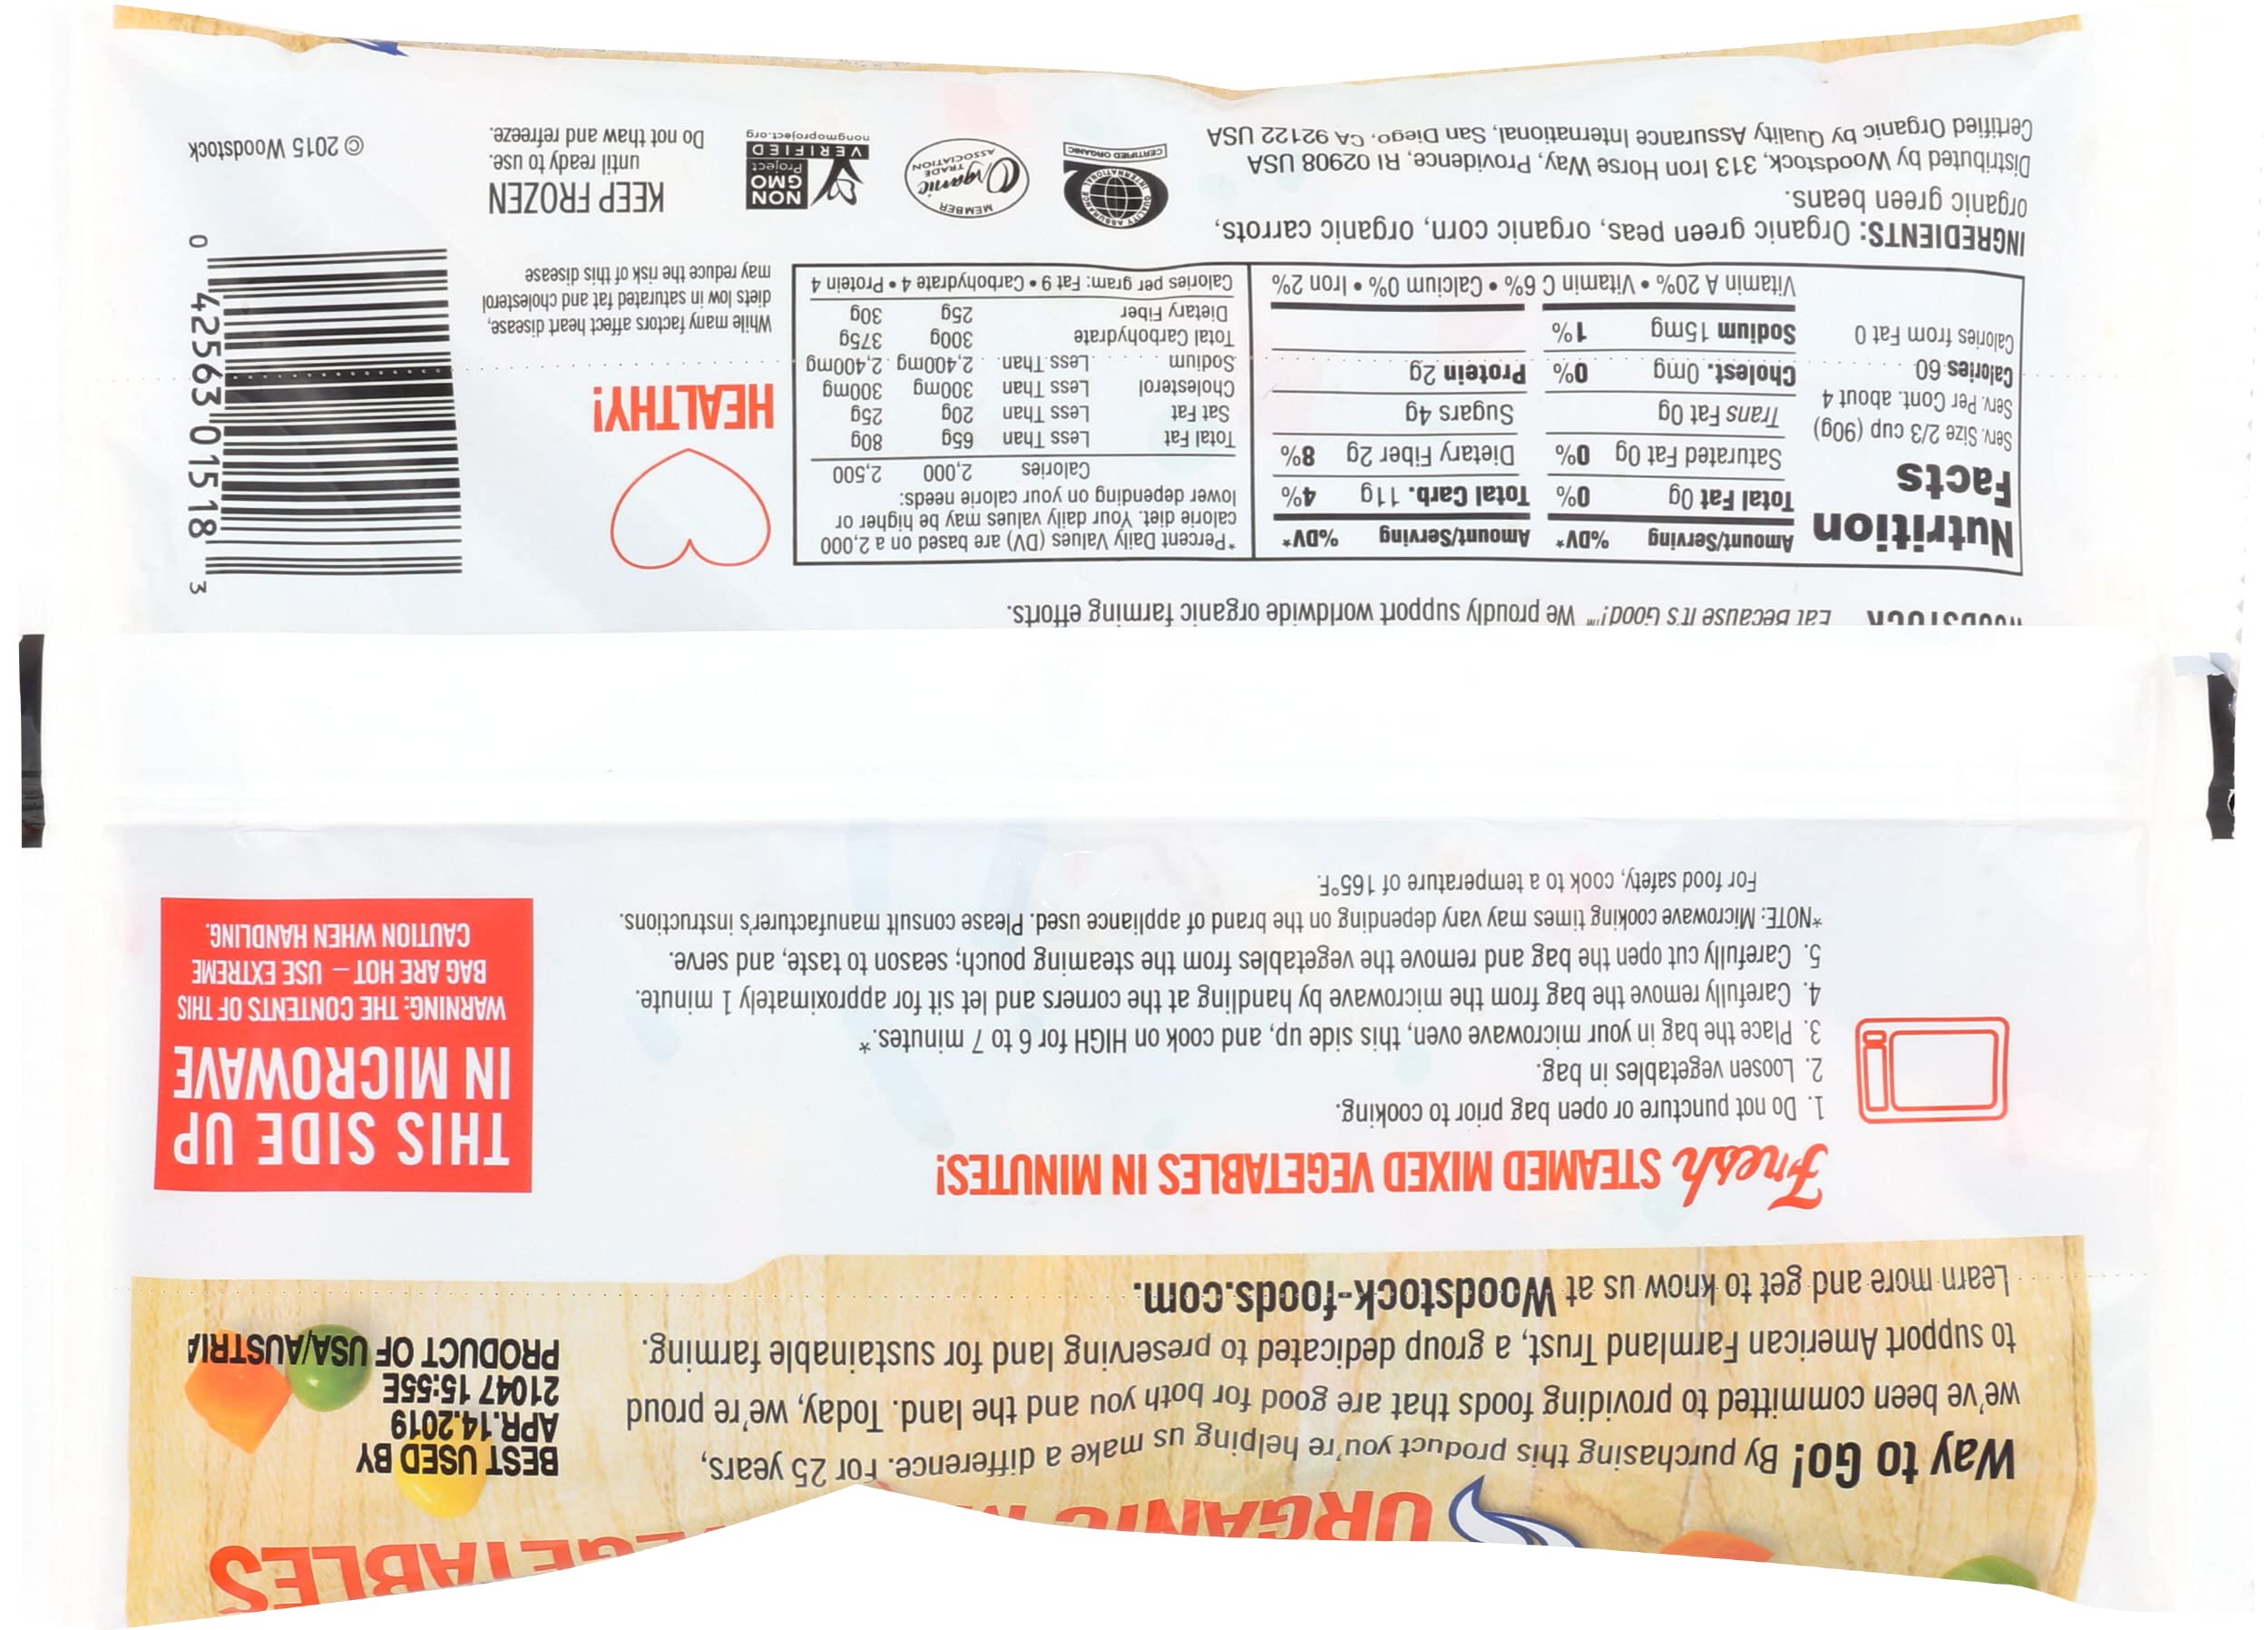 ORGANIC
VEGETABLES
Way to Go! By purchasing this product you're helping us make a difference. For 25 years,
we've been committed to providing foods that are good for both you and the land. Today, we're proud
to support American Farmland Trust, a group dedicated to preserving land for sustainable farming.
Learn more and get to know us at Woodstock-foods.com.
BEST USED BY
APR.14.2019
21047 15:55E
PRODUCT OF USA/AUSTRIA
Fresh STEAMED MIXED VEGETABLES IN MINUTES!
1. Do not puncture or open bag prior to cooking.
2. Loosen vegetables in bag.
3. Place the bag in your microwave oven, this side up, and cook on HIGH for 6 to 7 minutes.*
4. Carefully remove the bag from the microwave by handling at the corners and let sit for approximately 1 minute.
5. Carefully cut open the bag and remove the vegetables from the steaming pouch; season to taste, and serve.
*NOTE: Microwave cooking times may vary depending on the brand of appliance used. Please consult manufacturer's instructions.
For food safety, cook to a temperature of 165°F.
THIS SIDE UP
IN MICROWAVE
WARNING: THE CONTENTS OF THIS
BAG ARE HOT – USE EXTREME
CAUTION WHEN HANDLING.
WOODSTOCK Eat Because It's Good!™ We proudly support worldwide organic farming efforts.
Nutrition
Facts
Serv. Size 2/3 cup (90g)
Serv. Per Cont. about 4
Calories 60
Calories from Fat 0
Amount/Serving %DV* Amount/Serving %DV*
Total Fat 0g 0% Total Carb. 11g 4%
Saturated Fat 0g 0% Dietary Fiber 2g 8%
Trans Fat 0g Sugars 4g
Cholest. 0mg 0% Protein 2g
Sodium 15mg 1%
Vitamin A 20% • Vitamin C 6% • Calcium 0% • Iron 2%
*Percent Daily Values (DV) are based on a 2,000
calorie diet. Your daily values may be higher or
lower depending on your calorie needs:
Calories 2,000 2,500
Total Fat Less Than 65g 80g
Sat Fat Less Than 20g 25g
Cholesterol Less Than 300mg 300mg
Sodium Less Than 2,400mg 2,400mg
Total Carbohydrate 300g 375g
Dietary Fiber 25g 30g
Calories per gram: Fat 9 • Carbohydrate 4 • Protein 4
HEALTHY!
While many factors affect heart disease,
diets low in saturated fat and cholesterol
may reduce the risk of this disease
3 42563 01518 0
INGREDIENTS: Organic green peas, organic corn, organic carrots,
organic green beans.
Distributed by Woodstock, 313 Iron Horse Way, Providence, RI 02908 USA
Certified Organic by Quality Assurance International, San Diego, CA 92122 USA
QUALITY ASSURANCE INTERNATIONAL
CERTIFIED ORGANIC
MEMBER
Organic
TRADE
ASSOCIATION
NON
GMO
Project
VERIFIED
nongmoproject.org
KEEP FROZEN
until ready to use.
Do not thaw and refreeze.
© 2015 Woodstock